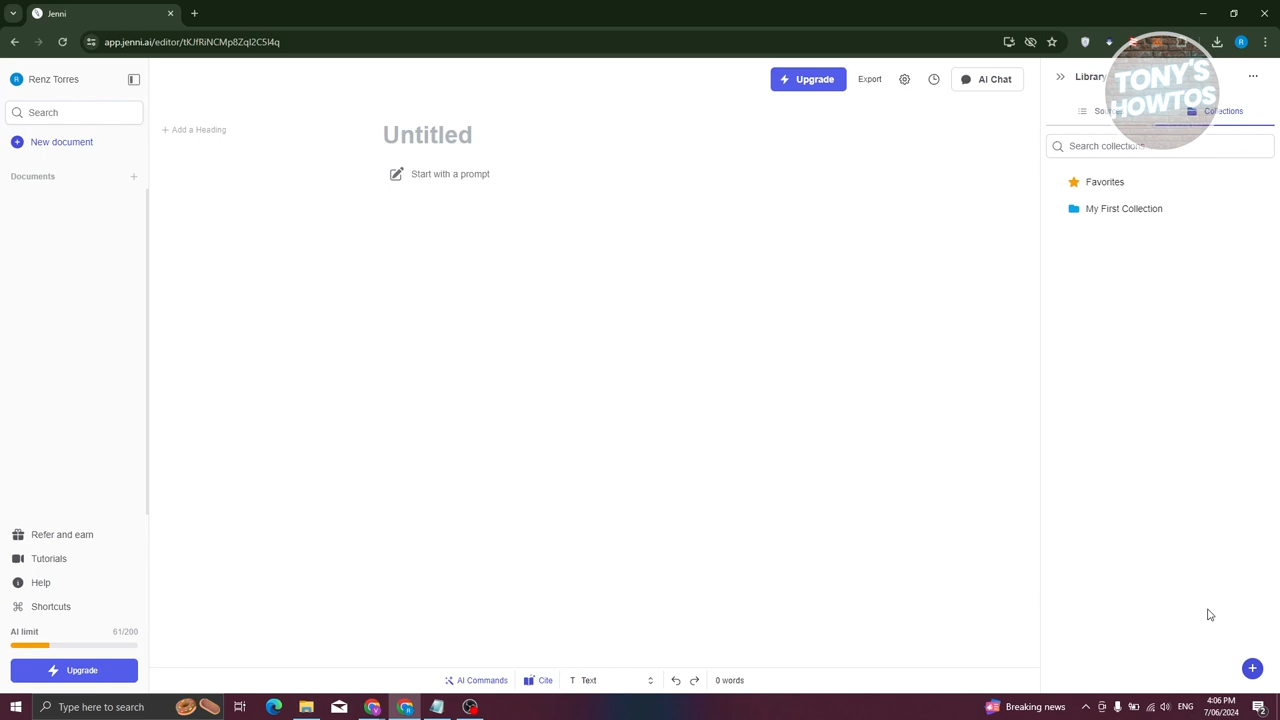 Jenni
app.jenni.ai/editor/tKJfRiNCMp8Zql2C5I4q
R Renz Torres
Search
New document
Documents
Refer and earn
Tutorials
Help
Shortcuts
AI limit 61/200
Upgrade
Upgrade
Export
AI Chat
Add a Heading
Untitled
Start with a prompt
AI Commands
Cite
T Text
0 words
TONY'S
HOWTOS
Collections
Search collections
Favorites
My First Collection
Type here to search
Breaking news
ENG
4:06 PM
7/06/2024
2